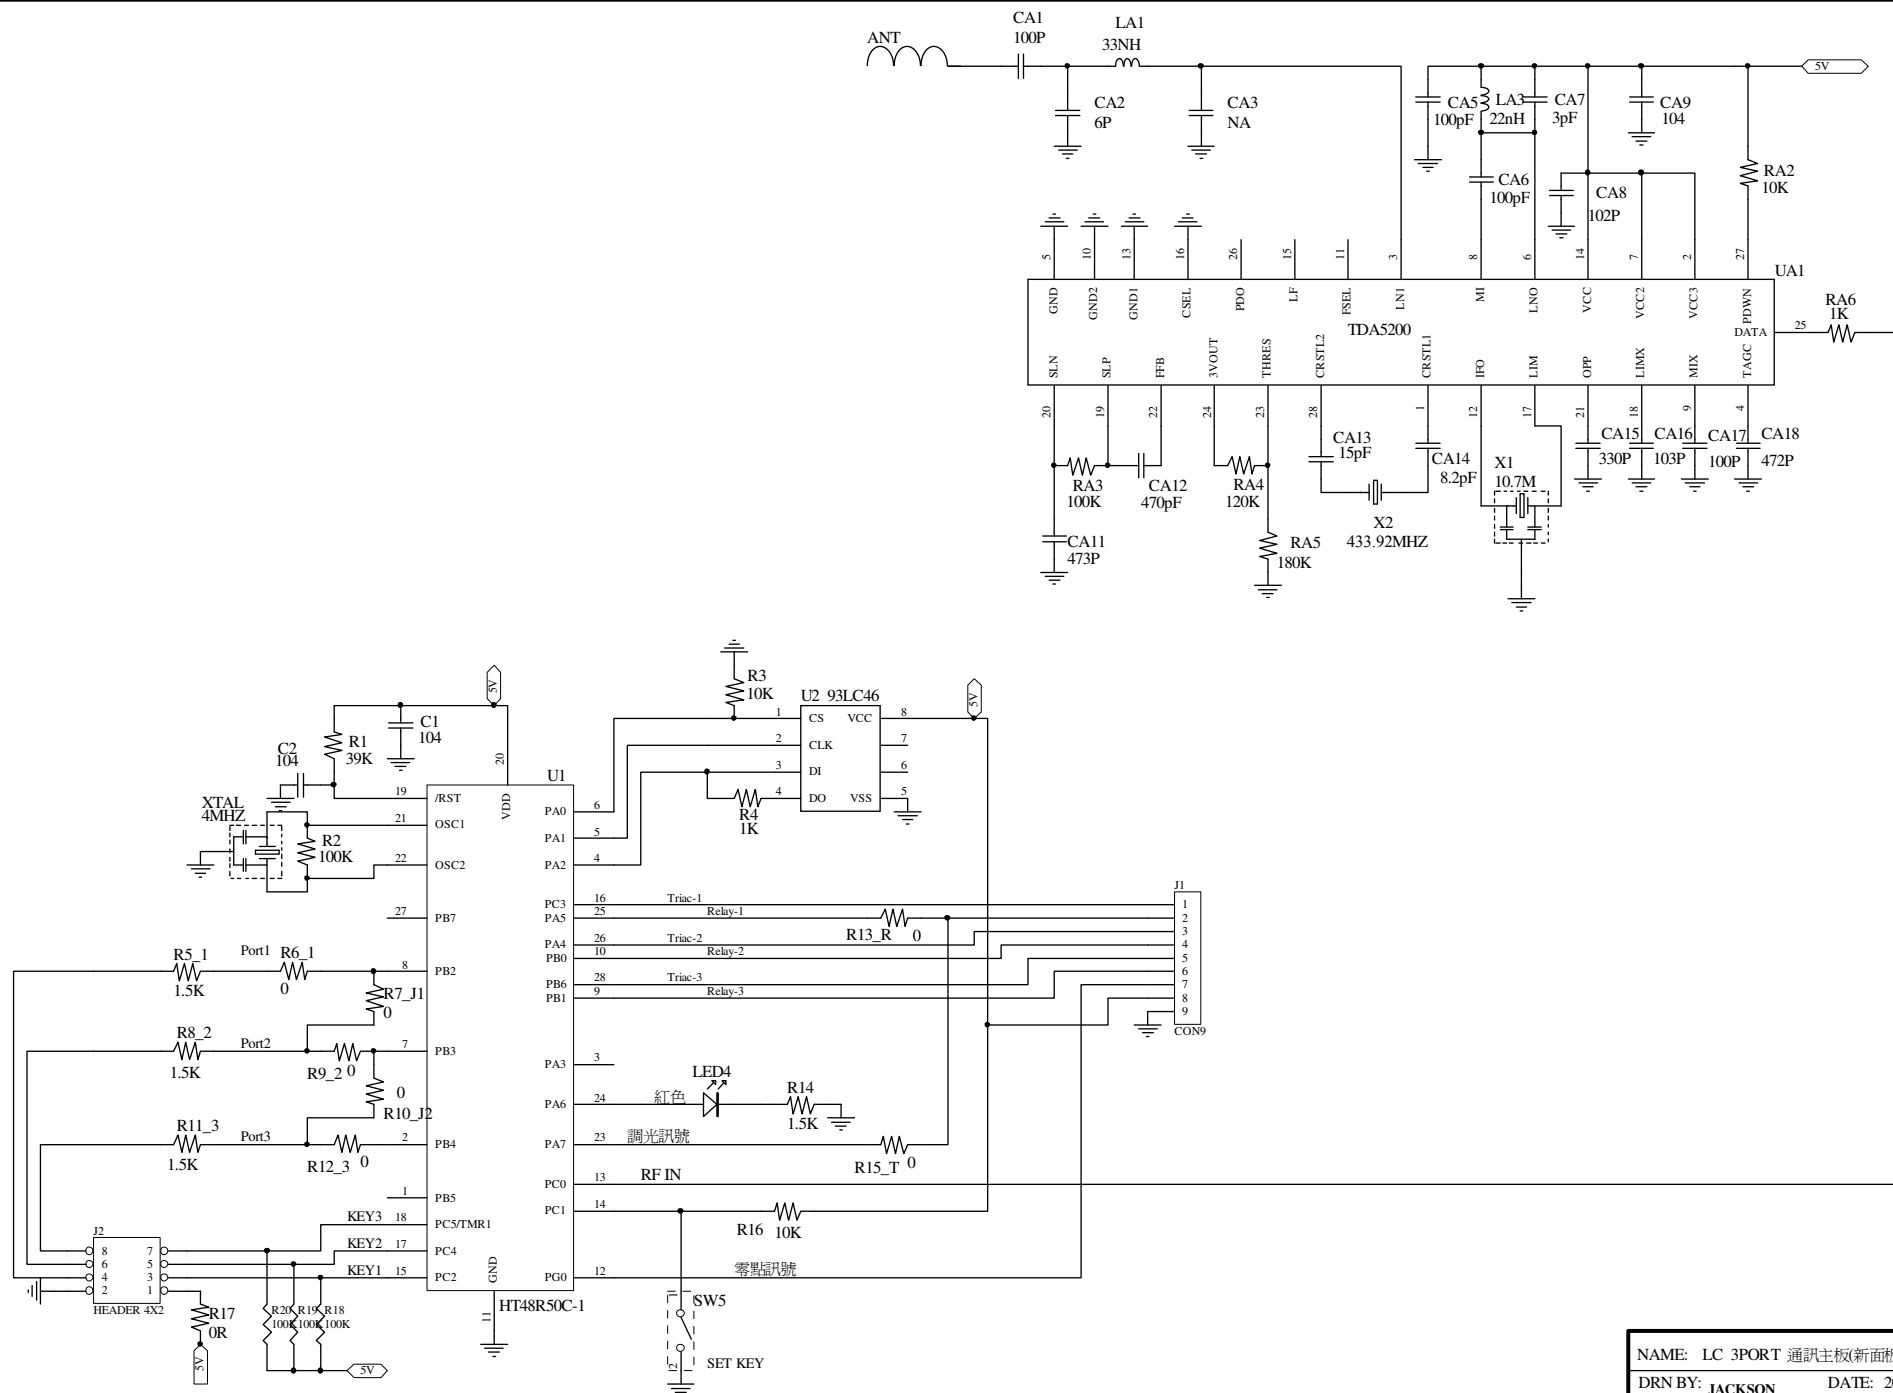 ANT
CA1
100P
LA1
33NH
CA2
6P
CA3
NA
CA5
100pF
LA3
22nH
CA7
3pF
CA9
104
5V
CA6
100pF
CA8
102P
RA2
10K
5
10
13
16
26
15
11
3
8
6
14
7
2
27
UA1
GND
GND2
GND1
CSEL
PDO
LF
FSEL
LN1
MI
LNO
VCC
VCC2
VCC3
PDWN
TDA5200
DATA
25
RA6
1K
SLN
SLP
FFB
3VOUT
THRES
CRSTL2
CRSTL1
IFO
LIM
OPP
LIMX
MIX
TAGC
20
19
22
24
23
28
1
12
17
21
18
9
4
RA3
100K
CA12
470pF
RA4
120K
CA13
15pF
CA14
8.2pF
X1
10.7M
CA15
330P
CA16
103P
CA17
100P
CA18
472P
CA11
473P
RA5
180K
X2
433.92MHZ
5V
R3
10K
U2 93LC46
5V
C1
104
R1
39K
C2
104
20
1
CS
VCC
8
2
CLK
7
3
DI
6
4
DO
VSS
5
R4
1K
XTAL
4MHZ
R2
100K
U1
19
/RST
VDD
21
OSC1
22
OSC2
PA0
6
PA1
5
PA2
4
27
PB7
PC3
16
Triac-1
PA5
25
Relay-1
R13_R
0
PA4
26
Triac-2
PB0
10
Relay-2
PB6
28
Triac-3
PB1
9
Relay-3
J1
1
2
3
4
5
6
7
8
9
CON9
R5_1
1.5K
Port1
R6_1
0
8
PB2
R7_J1
0
R8_2
1.5K
Port2
R9_2
0
7
PB3
0
R10_J2
R11_3
1.5K
Port3
R12_3
0
2
PB4
PA3
3
PA6
24
紅色
LED4
R14
1.5K
PA7
23
調光訊號
R15_T
0
PC0
13
RF IN
1
PB5
PC1
14
R16
10K
KEY3
18
PC5/TMR1
KEY2
17
PC4
KEY1
15
PC2
GND
PG0
12
零點訊號
J2
8
7
6
5
4
3
2
1
HEADER 4X2
R17
0R
5V
R20
100K
R19
100K
R18
100K
5V
11
HT48R50C-1
1
SW5
2
SET KEY
NAME: LC 3PORT 通訊主板(新面板
DRN BY: JACKSON
DATE: 20